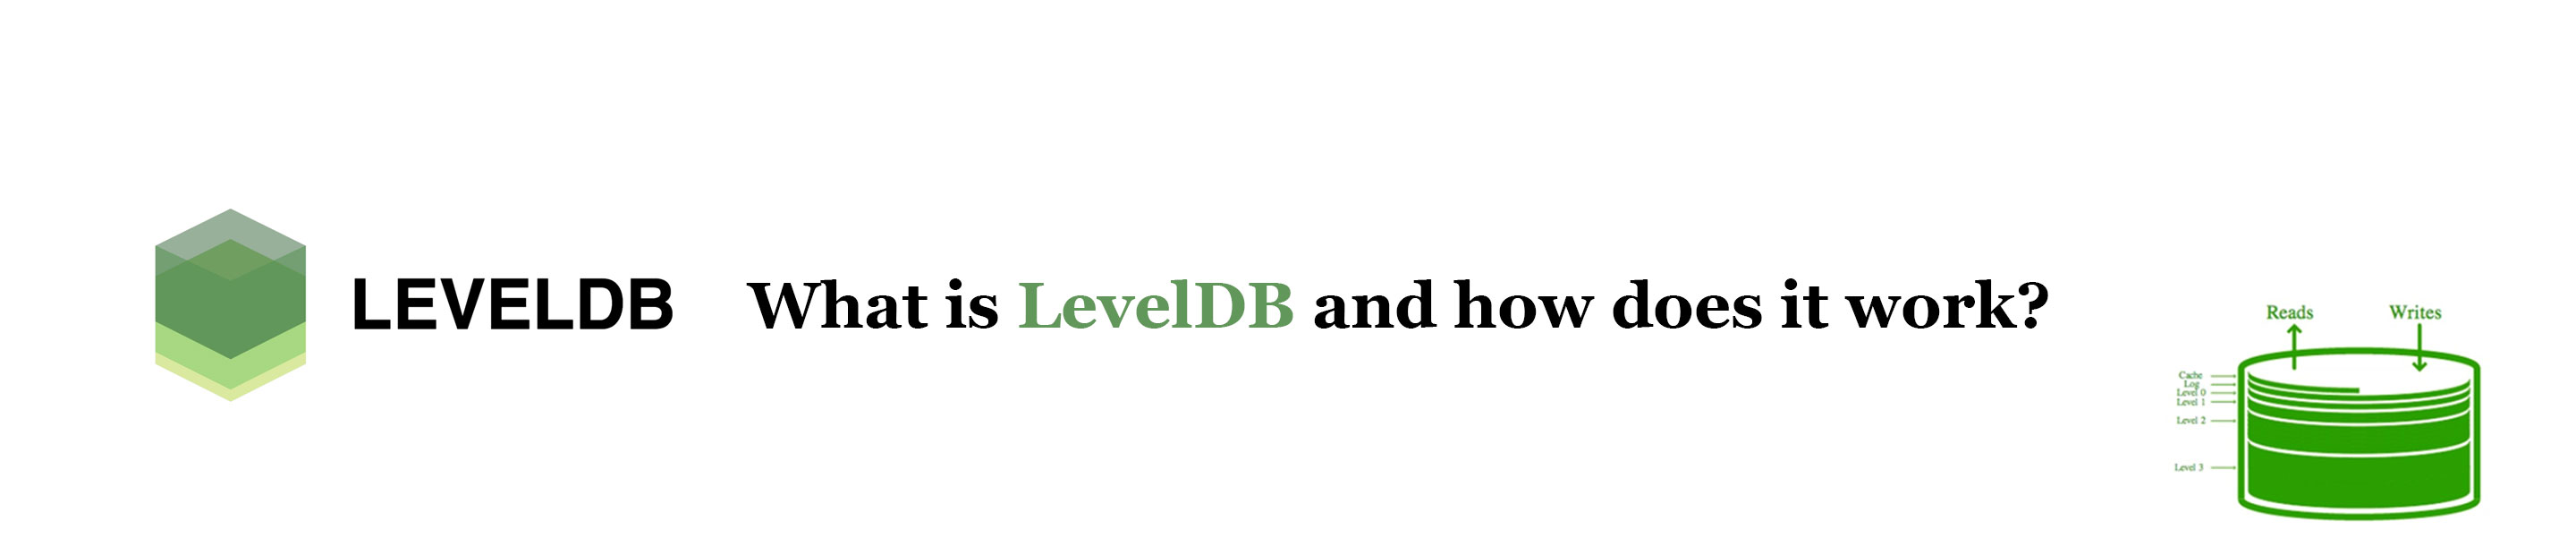 LEVELDB
What is LevelDB and how does it work?
Reads
Writes
Cache
Log
Level 0
Level 1
Level 2
Level 3